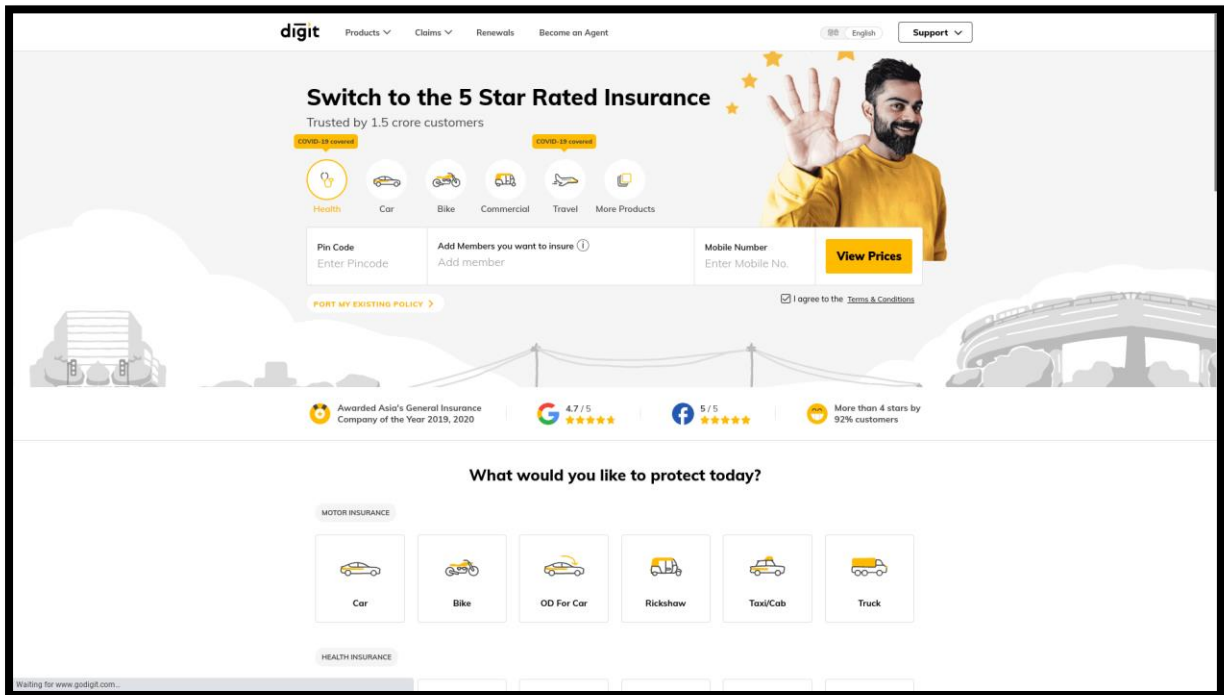 digit
Products
Claims
Renewals
Become an Agent
हिंदी
English
Support
Switch to the 5 Star Rated Insurance
Trusted by 1.5 crore customers
COVID-19 covered
COVID-19 covered
Health
Car
Bike
Commercial
Travel
More Products
Pin Code
Enter Pincode
Add Members you want to insure
Add member
Mobile Number
Enter Mobile No.
View Prices
PORT MY EXISTING POLICY
I agree to the Terms & Conditions
Awarded Asia's General Insurance
Company of the Year 2019, 2020
4.7 / 5
5 / 5
More than 4 stars by
92% customers
What would you like to protect today?
MOTOR INSURANCE
Car
Bike
OD For Car
Rickshaw
Taxi/Cab
Truck
HEALTH INSURANCE
Waiting for www.godigit.com...